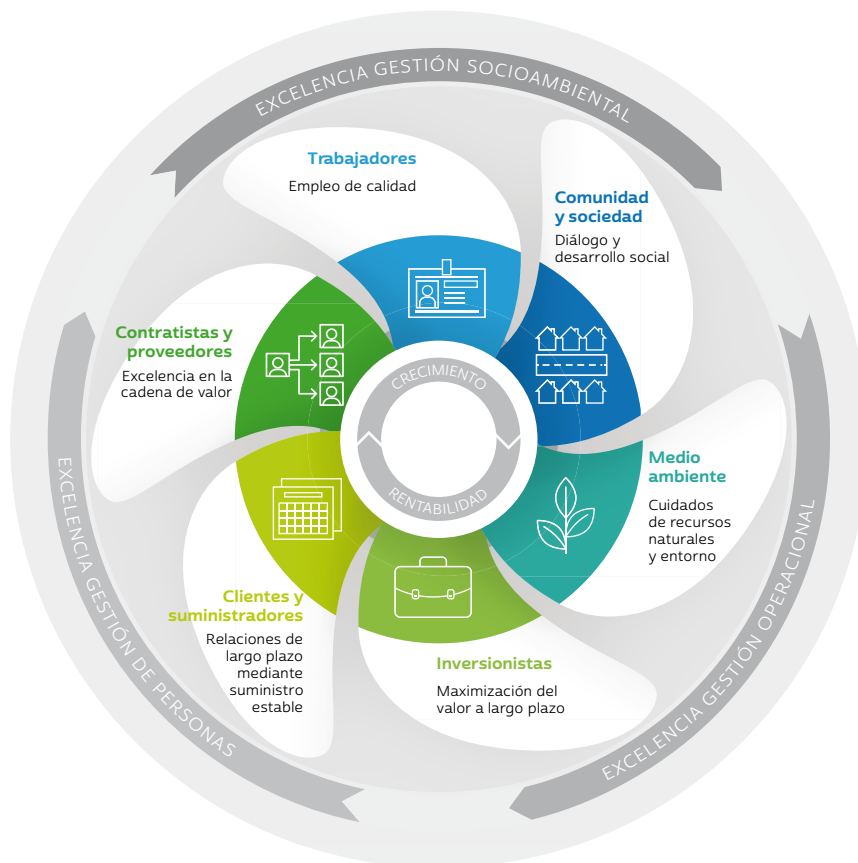 EXCELENCIA GESTIÓN SOCIOAMBIENTAL
Trabajadores
Empleo de calidad
Comunidad
y sociedad
Diálogo y
desarrollo social
Contratistas y
proveedores
Excelencia en la
cadena de valor
CRECIMIENTO
RENTABILIDAD
Medio
ambiente
Cuidados
de recursos
naturales
y entorno
Clientes y
suministradores
Relaciones de
largo plazo
mediante
suministro
estable
Inversionistas
Maximización del
valor a largo plazo
EXCELENCIA GESTIÓN DE PERSONAS
EXCELENCIA GESTIÓN OPERACIONAL